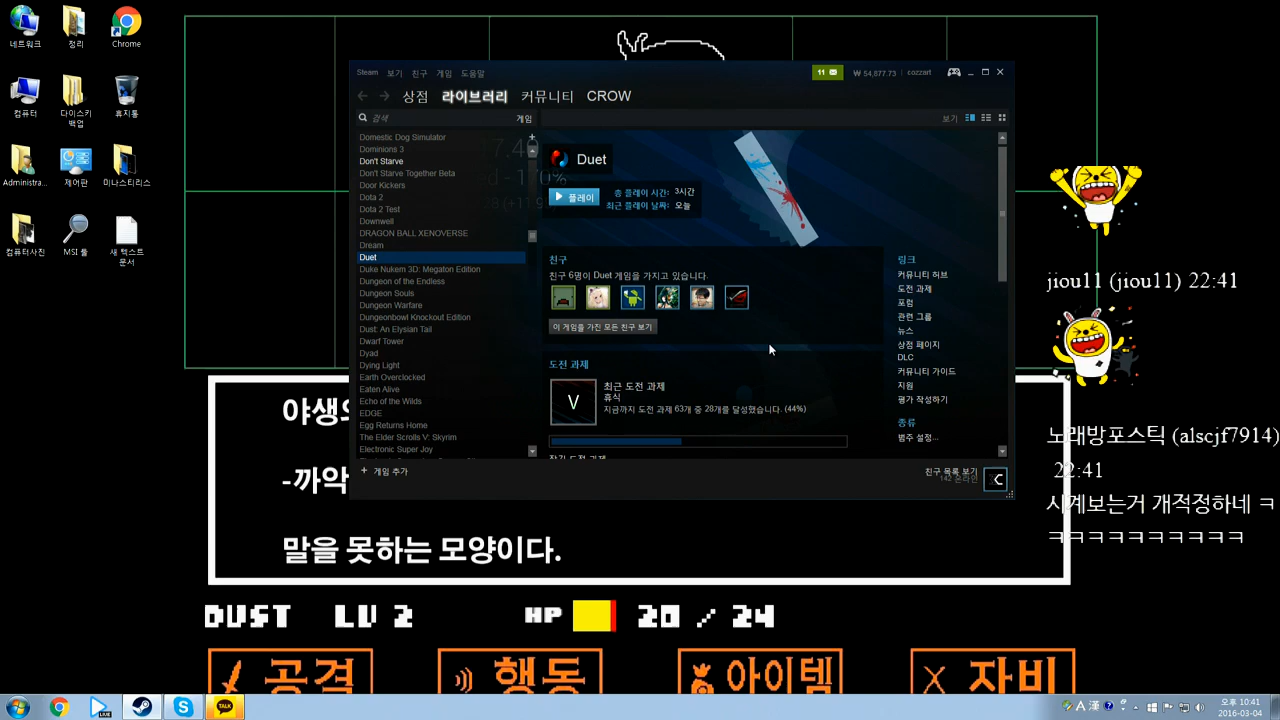 네트워크
정리
Chrome
컴퓨터
다이스키
백업
휴지통
Administra...
제어판
미나스티리스
컴퓨터사진
MSI 툴
새 텍스트
문서
Steam 보기 친구 게임 도움말
11
₩ 54,877.73
cozzart
상점 라이브러리 커뮤니티 CROW
검색
게임
보기
Domestic Dog Simulator
Dominions 3
Don't Starve
Don't Starve Together Beta
Door Kickers
Dota 2
Dota 2 Test
Downwell
DRAGON BALL XENOVERSE
Dream
Duet
Duke Nukem 3D: Megaton Edition
Dungeon of the Endless
Dungeon Souls
Dungeon Warfare
Dungeonbowl Knockout Edition
Dust: An Elysian Tail
Dwarf Tower
Dyad
Dying Light
Earth Overclocked
Eaten Alive
Echo of the Wilds
EDGE
Egg Returns Home
The Elder Scrolls V: Skyrim
Electronic Super Joy
+ 게임 추가
Duet
플레이
총 플레이 시간: 3시간
최근 플레이 날짜: 오늘
친구
친구 6명이 Duet 게임을 가지고 있습니다.
이 게임을 가진 모든 친구 보기
도전 과제
V
최근 도전 과제
휴식
지금까지 도전 과제 63개 중 28개를 달성했습니다. (44%)
링크
커뮤니티 허브
도전 과제
포럼
관련 그룹
뉴스
상점 페이지
DLC
커뮤니티 가이드
지원
평가 작성하기
종류
범주 설정...
친구 목록 보기
142 온라인
jiou11 (jiou11) 22:41
노래방포스틱 (alscjf7914)
22:41
시계보는거 개적정하네 ㅋ
ㅋㅋㅋㅋㅋㅋㅋㅋㅋㅋ
야생의
-까악
말을 못하는 모양이다.
DUST LV 2 HP 20 / 24
공격
행동
아이템
자비
LIVE
TALK
A 漢
오후 10:41
2016-03-04